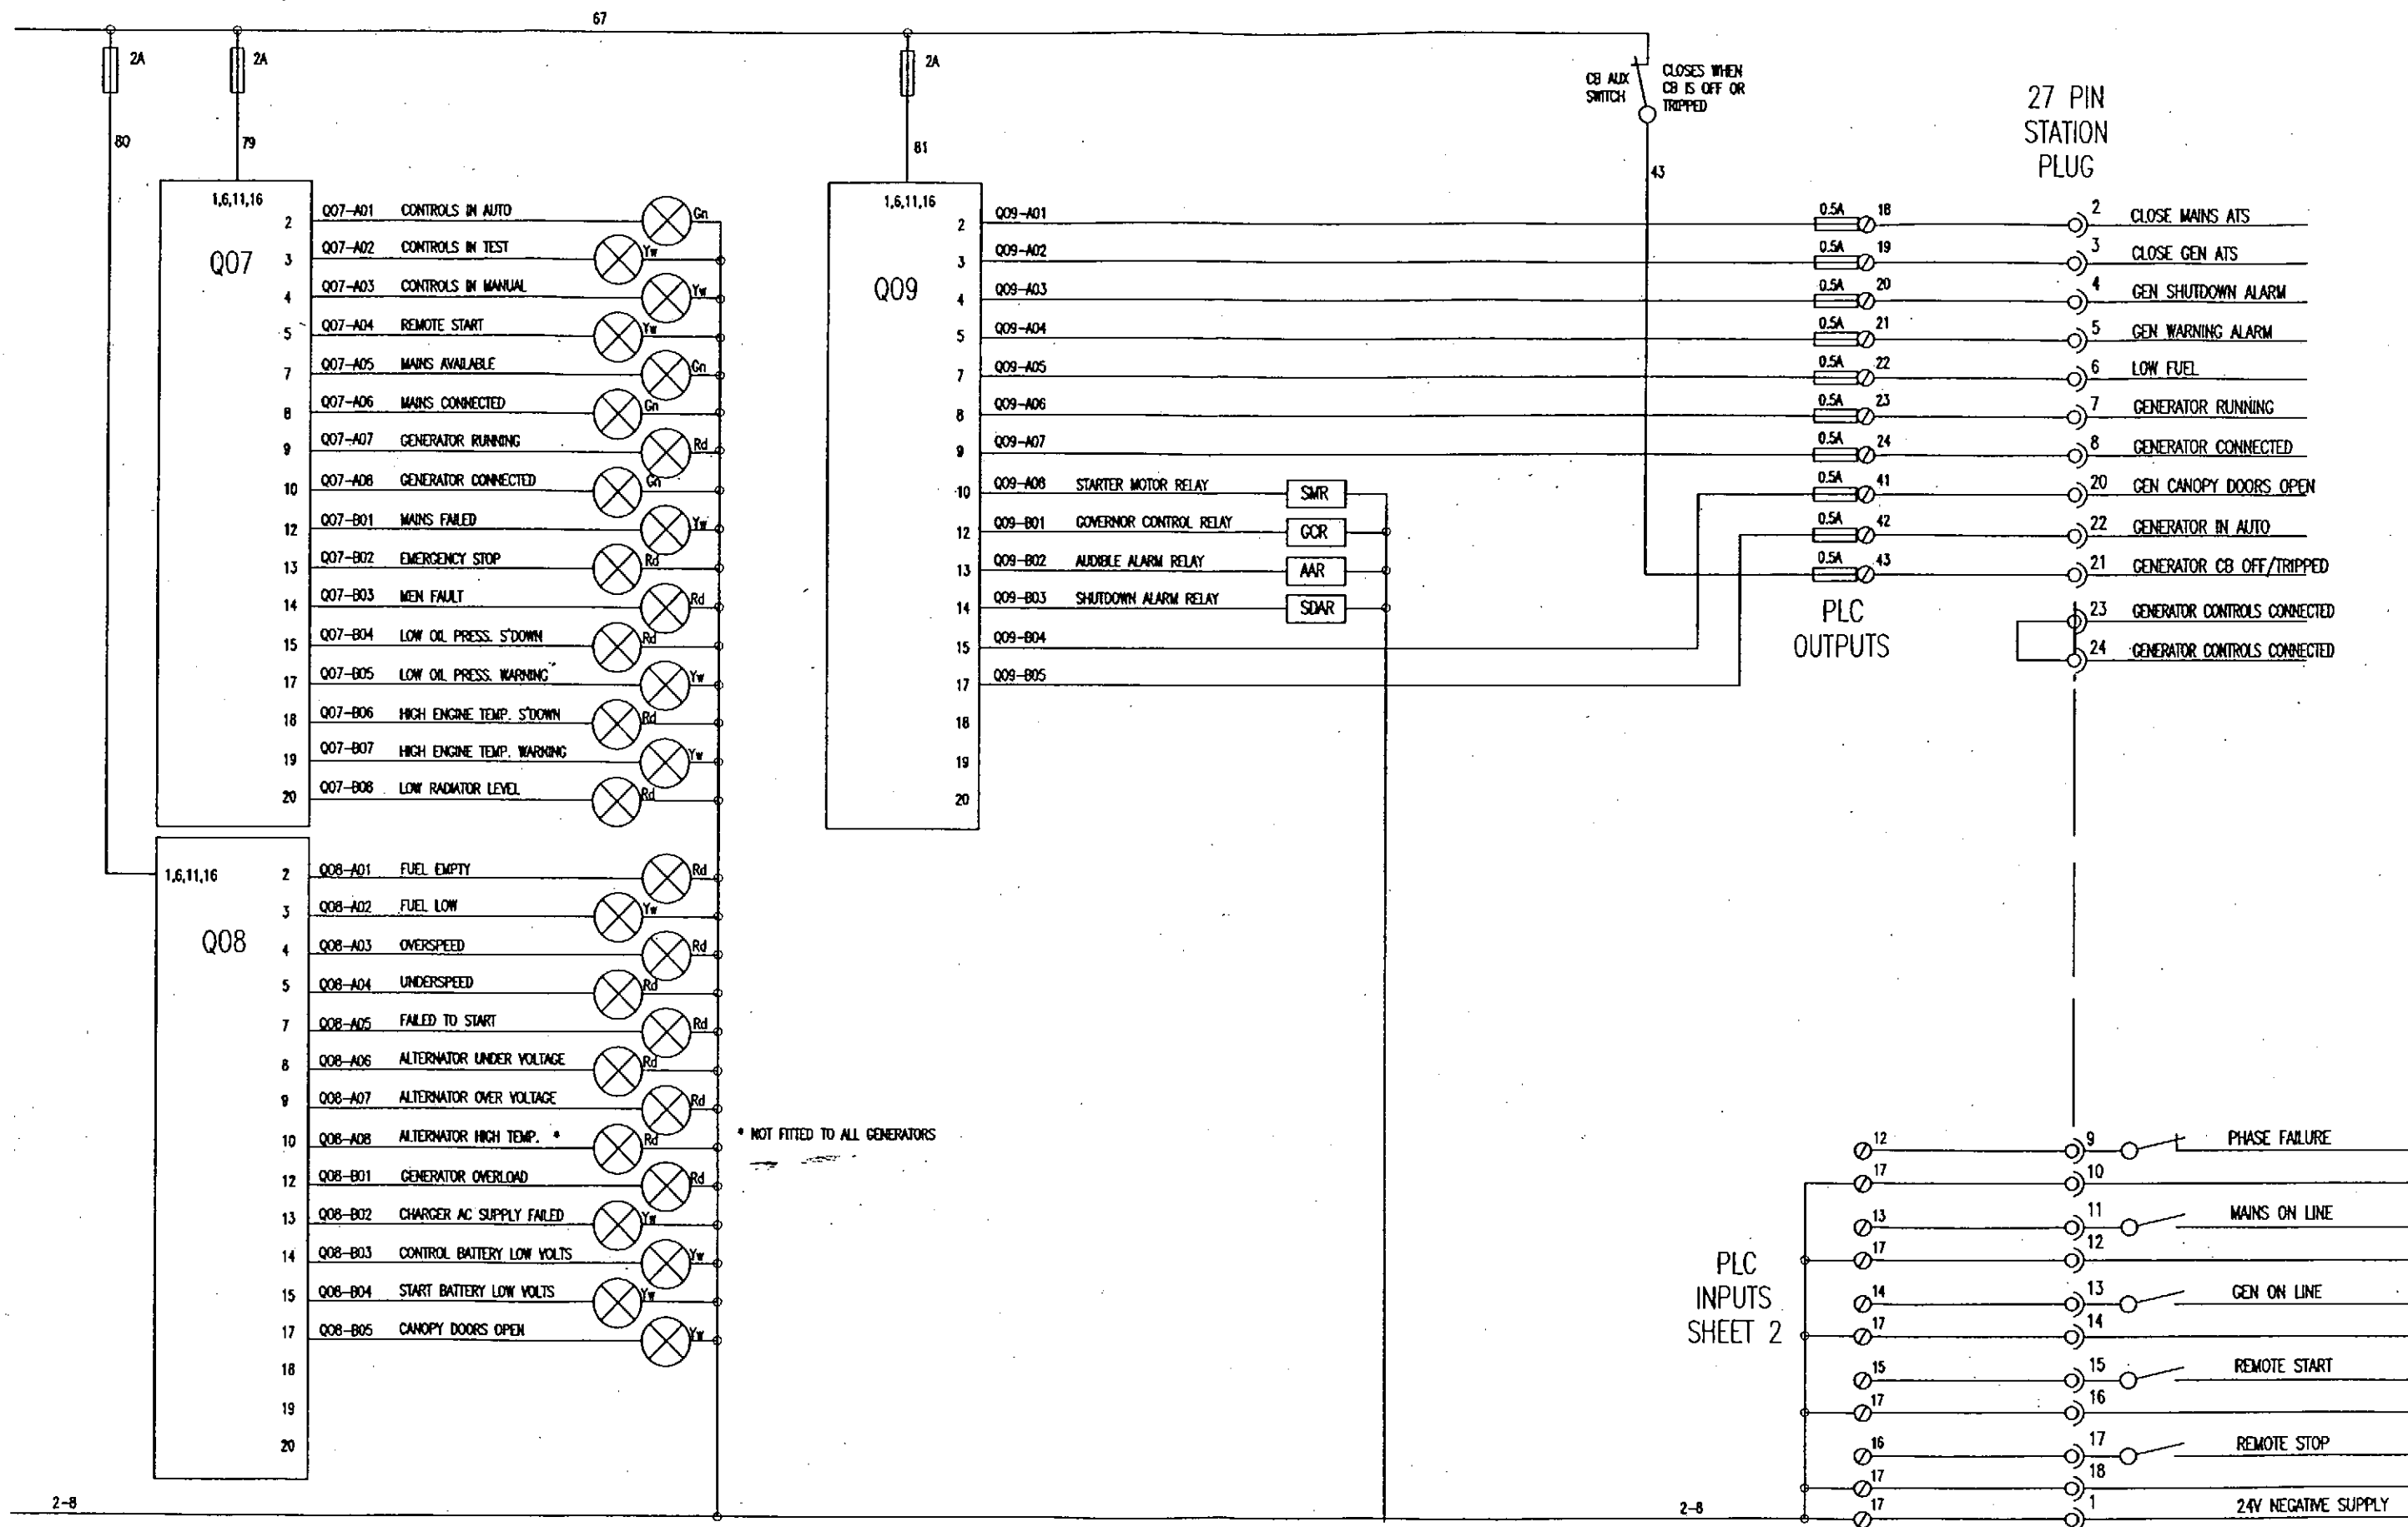 67
2A
2A
2A
80
79
81
CB AUX
SWITCH
CLOSES WHEN
CB IS OFF OR
TRIPPED
43
27 PIN
STATION
PLUG
1,6,11,16
Q07
2 Q07-A01 CONTROLS IN AUTO Gn
3 Q07-A02 CONTROLS IN TEST Yw
4 Q07-A03 CONTROLS IN MANUAL Yw
5 Q07-A04 REMOTE START Yw
7 Q07-A05 MAINS AVAILABLE Gn
8 Q07-A06 MAINS CONNECTED Gn
9 Q07-A07 GENERATOR RUNNING Rd
10 Q07-A08 GENERATOR CONNECTED Gn
12 Q07-B01 MAINS FAILED Yw
13 Q07-B02 EMERGENCY STOP Rd
14 Q07-B03 MEN FAULT Rd
15 Q07-B04 LOW OIL PRESS. S'DOWN Rd
17 Q07-B05 LOW OIL PRESS. WARNING Yw
18 Q07-B06 HIGH ENGINE TEMP. S'DOWN Rd
19 Q07-B07 HIGH ENGINE TEMP. WARNING Yw
20 Q07-B08 LOW RADIATOR LEVEL Rd
1,6,11,16
Q08
2 Q08-A01 FUEL EMPTY Rd
3 Q08-A02 FUEL LOW Yw
4 Q08-A03 OVERSPEED Rd
5 Q08-A04 UNDERSPEED Rd
7 Q08-A05 FAILED TO START Rd
8 Q08-A06 ALTERNATOR UNDER VOLTAGE Rd
9 Q08-A07 ALTERNATOR OVER VOLTAGE Rd
10 Q08-A08 ALTERNATOR HIGH TEMP. * Rd
12 Q08-B01 GENERATOR OVERLOAD Rd
13 Q08-B02 CHARGER AC SUPPLY FAILED Yw
14 Q08-B03 CONTROL BATTERY LOW VOLTS Yw
15 Q08-B04 START BATTERY LOW VOLTS Yw
17 Q08-B05 CANOPY DOORS OPEN Yw
18
19
20
* NOT FITTED TO ALL GENERATORS
2-8
1,6,11,16
Q09
2 Q09-A01
3 Q09-A02
4 Q09-A03
5 Q09-A04
7 Q09-A05
8 Q09-A06
9 Q09-A07
10 Q09-A08 STARTER MOTOR RELAY SMR
12 Q09-B01 GOVERNOR CONTROL RELAY GCR
13 Q09-B02 AUDIBLE ALARM RELAY AAR
14 Q09-B03 SHUTDOWN ALARM RELAY SDAR
15 Q09-B04
17 Q09-B05
18
19
20
0.5A 18 2 CLOSE MAINS ATS
0.5A 19 3 CLOSE GEN ATS
0.5A 20 4 GEN SHUTDOWN ALARM
0.5A 21 5 GEN WARNING ALARM
0.5A 22 6 LOW FUEL
0.5A 23 7 GENERATOR RUNNING
0.5A 24 8 GENERATOR CONNECTED
0.5A 41 20 GEN CANOPY DOORS OPEN
0.5A 42 22 GENERATOR IN AUTO
0.5A 43 21 GENERATOR CB OFF/TRIPPED
PLC
OUTPUTS
23 GENERATOR CONTROLS CONNECTED
24 GENERATOR CONTROLS CONNECTED
PLC
INPUTS
SHEET 2
12 9 PHASE FAILURE
17 10
13 11 MAINS ON LINE
17 12
14 13 GEN ON LINE
17 14
15 15 REMOTE START
17 16
16 17 REMOTE STOP
17 18
2-8 17 1 24V NEGATIVE SUPPLY